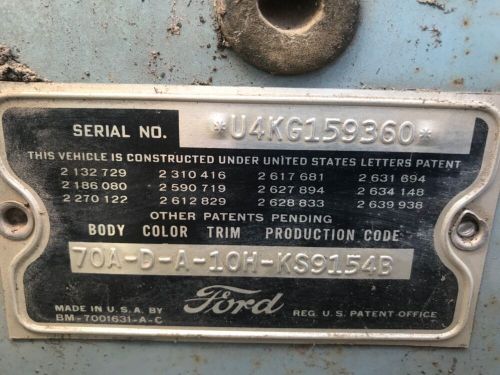 SERIAL NO. *U4KG159360*
THIS VEHICLE IS CONSTRUCTED UNDER UNITED STATES LETTERS PATENT
2 132 729 2 310 416 2 617 681 2 631 694
2 186 080 2 590 719 2 627 894 2 634 148
2 270 122 2 612 829 2 628 833 2 639 938
OTHER PATENTS PENDING
BODY COLOR TRIM PRODUCTION CODE
70A-D-A-10H-KS9154B
MADE IN U.S.A. BY
BM-7001631-A-C
Ford
REG. U.S. PATENT OFFICE